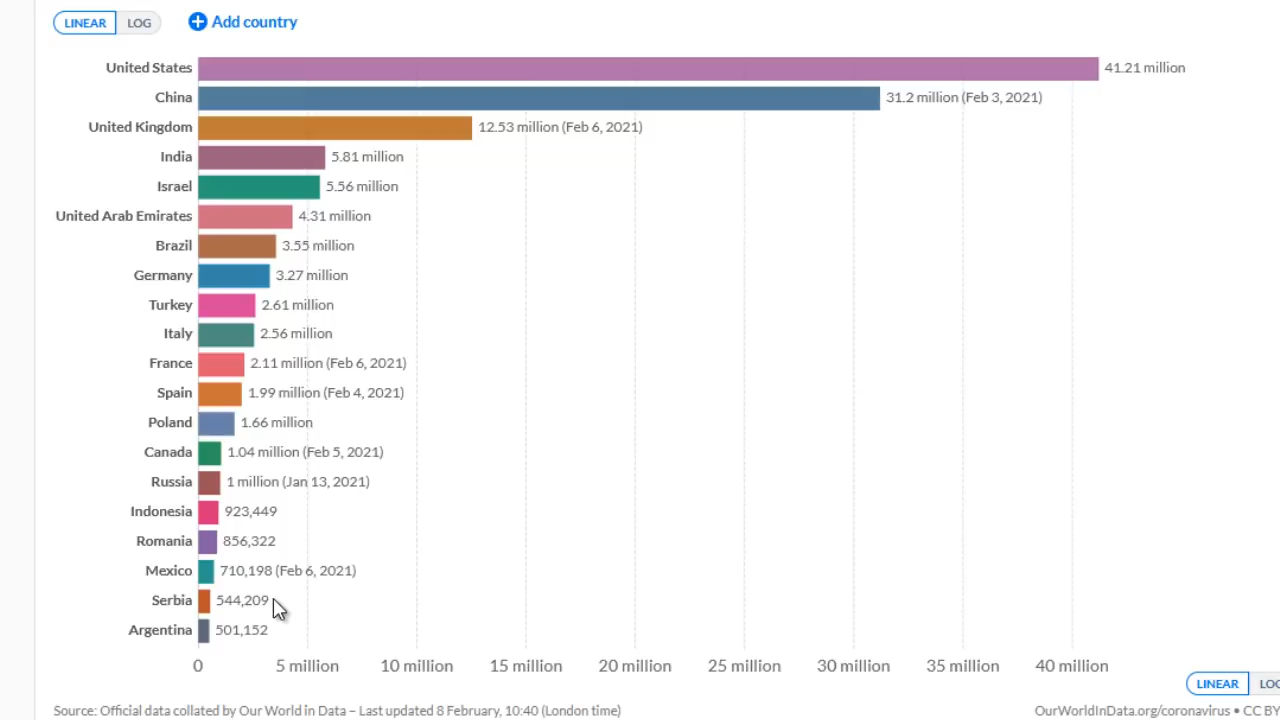 LINEAR LOG + Add country
United States 41.21 million
China 31.2 million (Feb 3, 2021)
United Kingdom 12.53 million (Feb 6, 2021)
India 5.81 million
Israel 5.56 million
United Arab Emirates 4.31 million
Brazil 3.55 million
Germany 3.27 million
Turkey 2.61 million
Italy 2.56 million
France 2.11 million (Feb 6, 2021)
Spain 1.99 million (Feb 4, 2021)
Poland 1.66 million
Canada 1.04 million (Feb 5, 2021)
Russia 1 million (Jan 13, 2021)
Indonesia 923,449
Romania 856,322
Mexico 710,198 (Feb 6, 2021)
Serbia 544,209
Argentina 501,152
0 5 million 10 million 15 million 20 million 25 million 30 million 35 million 40 million
LINEAR LOG
Source: Official data collated by Our World in Data – Last updated 8 February, 10:40 (London time) OurWorldInData.org/coronavirus • CC BY